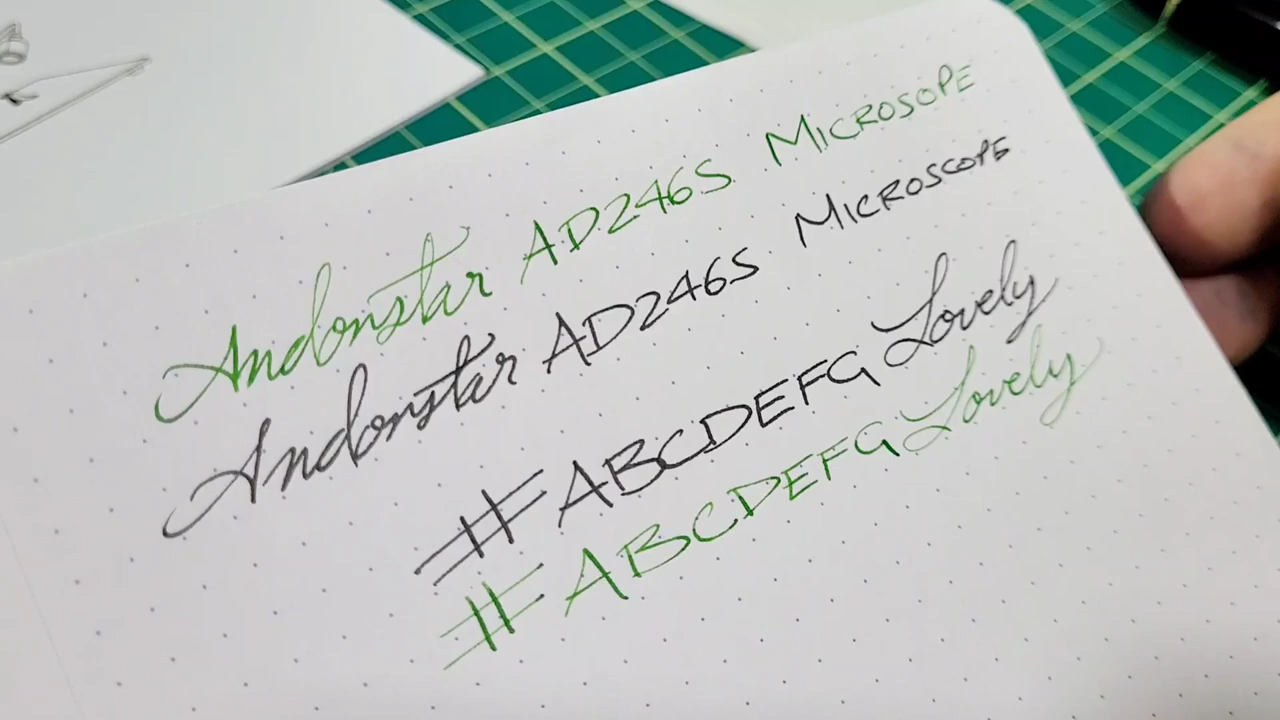 Andonstar AD246S MICROSOPE
Andonstar AD246S MICROSCOPE
#ABCDEFG Lovely
#ABCDEFG Lovely